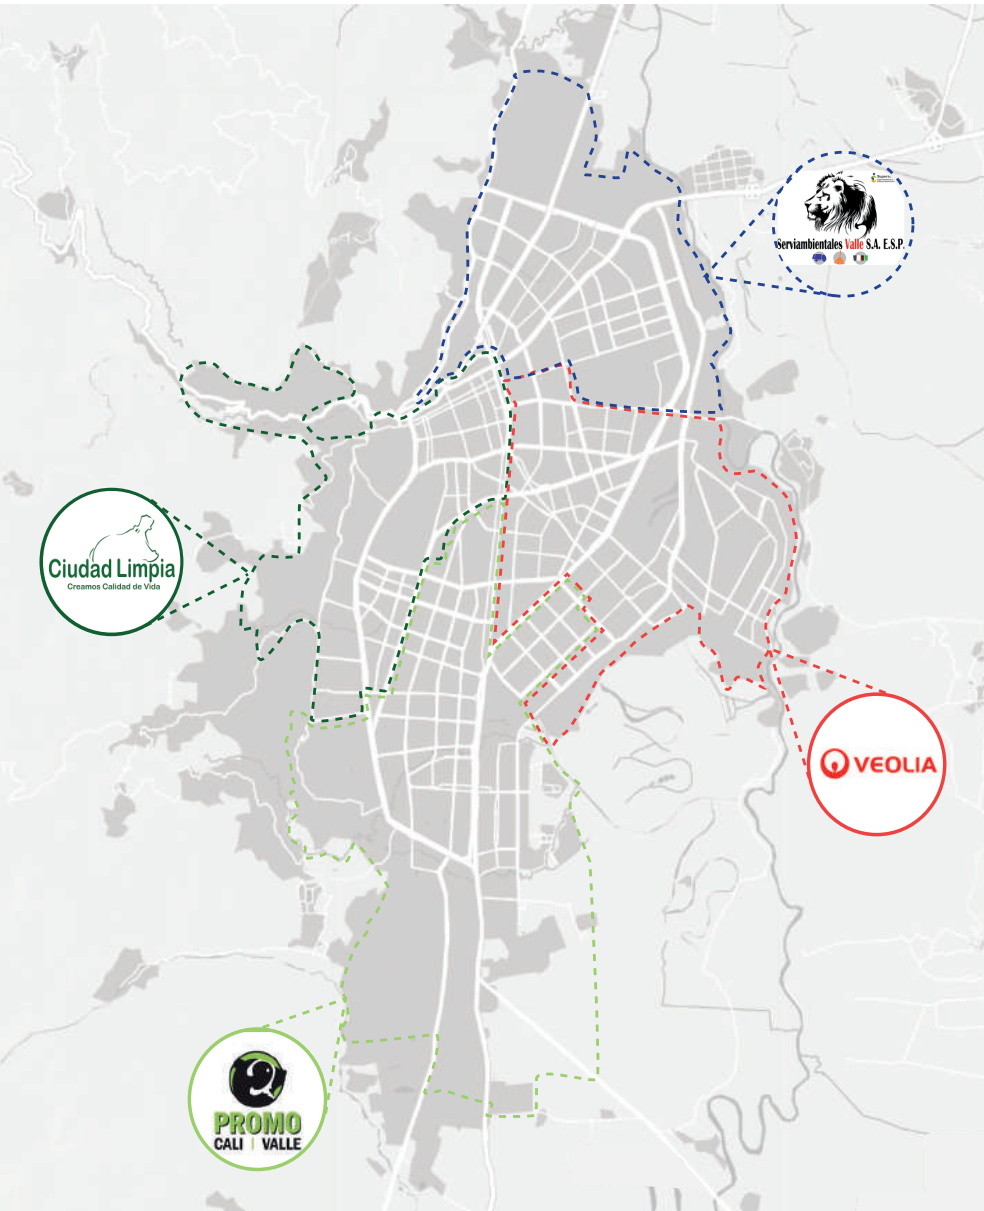 Serviambientales Valle S.A. E.S.P.
Ciudad Limpia
Creamos Calidad de Vida
VEOLIA
PROMO
CALI | VALLE